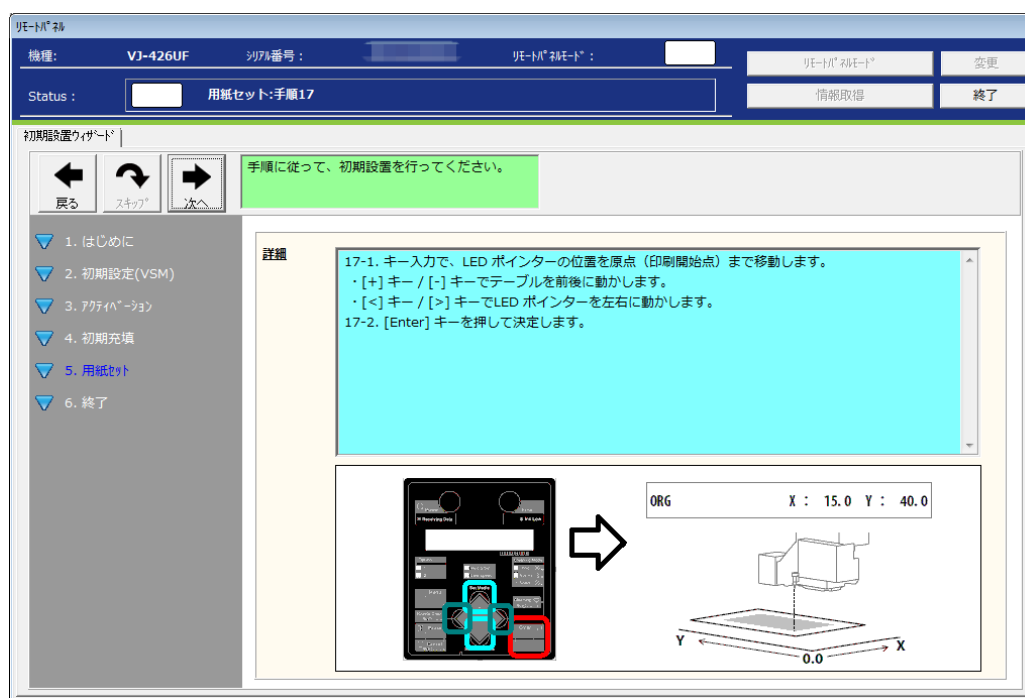 リモートパネル
機種: VJ-426UF シリアル番号： リモートパネルモード：
リモートパネルモード 変更
Status： 用紙セット:手順17
情報取得 終了
初期設置ウィザード
戻る スキップ 次へ
手順に従って、初期設置を行ってください。
1. はじめに
2. 初期設定(VSM)
3. アクティベーション
4. 初期充填
5. 用紙セット
6. 終了
詳細
17-1. キー入力で、LED ポインターの位置を原点（印刷開始点）まで移動します。
・[+] キー / [-] キーでテーブルを前後に動かします。
・[<] キー / [>] キーでLED ポインターを左右に動かします。
17-2. [Enter] キーを押して決定します。
Receiving Data
Ink Low
ORG X： 15.0 Y： 40.0
Y X
0.0